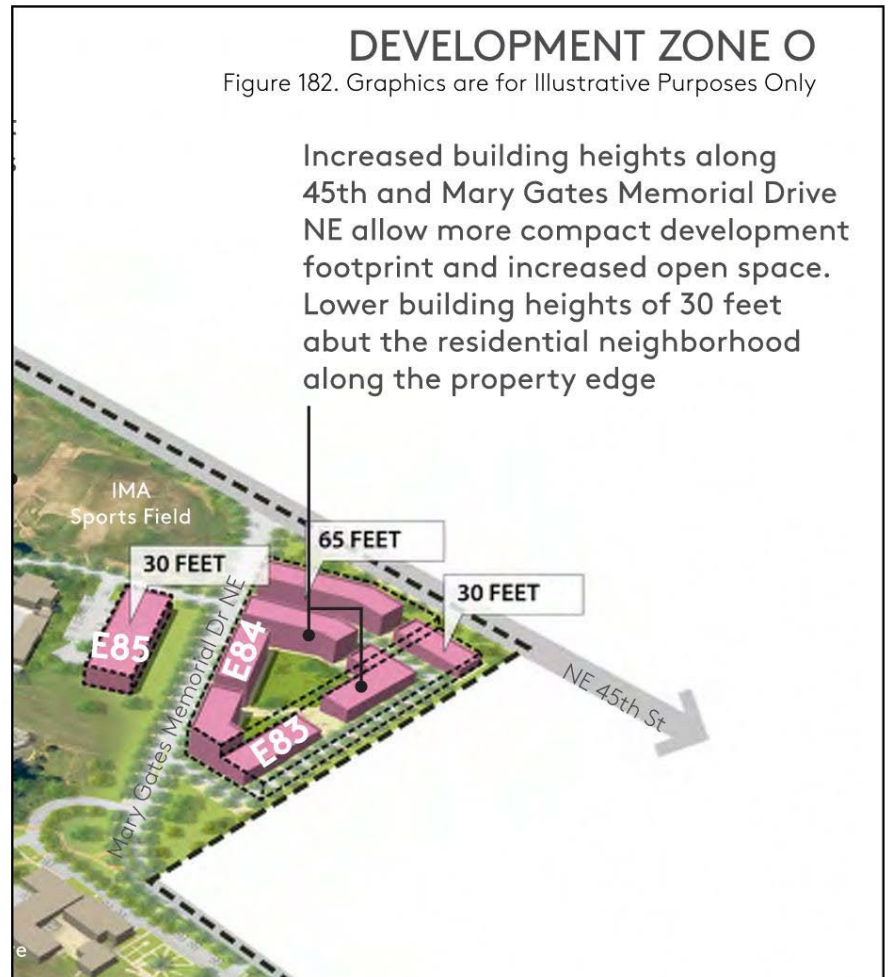 DEVELOPMENT ZONE O
Figure 182. Graphics are for Illustrative Purposes Only
Increased building heights along
45th and Mary Gates Memorial Drive
NE allow more compact development
footprint and increased open space.
Lower building heights of 30 feet
abut the residential neighborhood
along the property edge
IMA
Sports Field
65 FEET
30 FEET
30 FEET
Mary Gates Memorial Dr NE
E85
E84
E83
NE 45th St
e